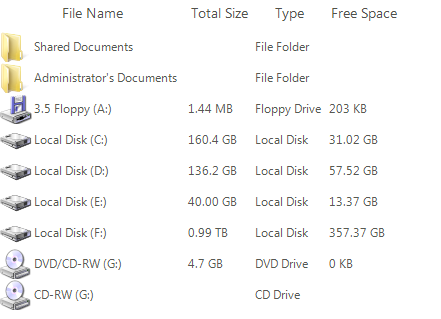 File Name Total Size Type Free Space
Shared Documents File Folder
Administrator's Documents File Folder
3.5 Floppy (A:) 1.44 MB Floppy Drive 203 KB
Local Disk (C:) 160.4 GB Local Disk 31.02 GB
Local Disk (D:) 136.2 GB Local Disk 57.52 GB
Local Disk (E:) 40.00 GB Local Disk 13.37 GB
Local Disk (F:) 0.99 TB Local Disk 357.37 GB
DVD/CD-RW (G:) 4.7 GB DVD Drive 0 KB
CD-RW (G:) CD Drive